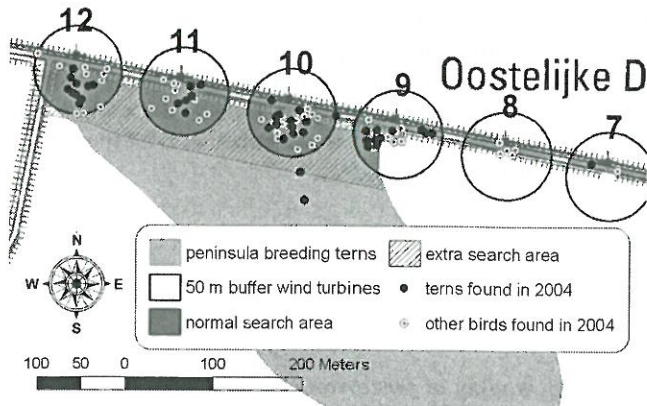 12
11
10
9
8
7
Oostelijke D
N
W E
S
peninsula breeding terns
extra search area
50 m buffer wind turbines
terns found in 2004
normal search area
other birds found in 2004
100 50 0 100 200 Meters